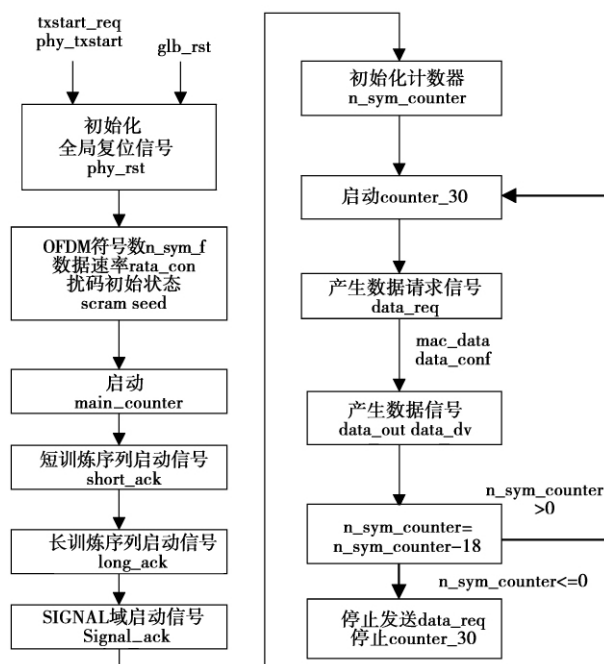 txstart_req
phy_txstart
glb_rst
初始化
全局复位信号
phy_rst
OFDM符号数n_sym_f
数据速率rata_con
扰码初始状态
scram seed
启动
main_counter
短训炼序列启动信号
short_ack
长训炼序列启动信号
long_ack
SIGNAL域启动信号
Signal_ack
初始化计数器
n_sym_counter
启动counter_30
产生数据请求信号
data_req
mac_data
data_conf
产生数据信号
data_out data_dv
n_sym_counter
>0
n_sym_counter=
n_sym_counter-18
n_sym_counter<=0
停止发送data_req
停止counter_30